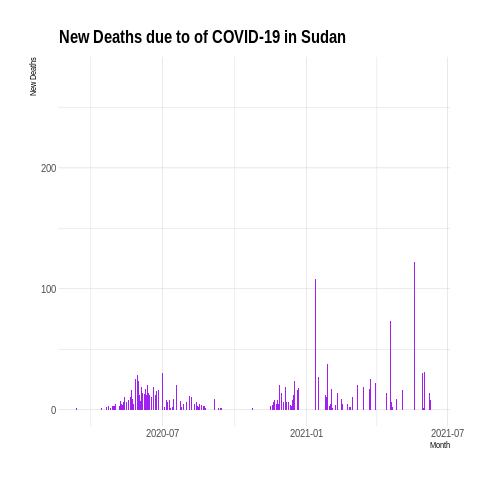 New Deaths due to of COVID-19 in Sudan
New Deaths
200
100
0
2020-07
2021-01
2021-07
Month